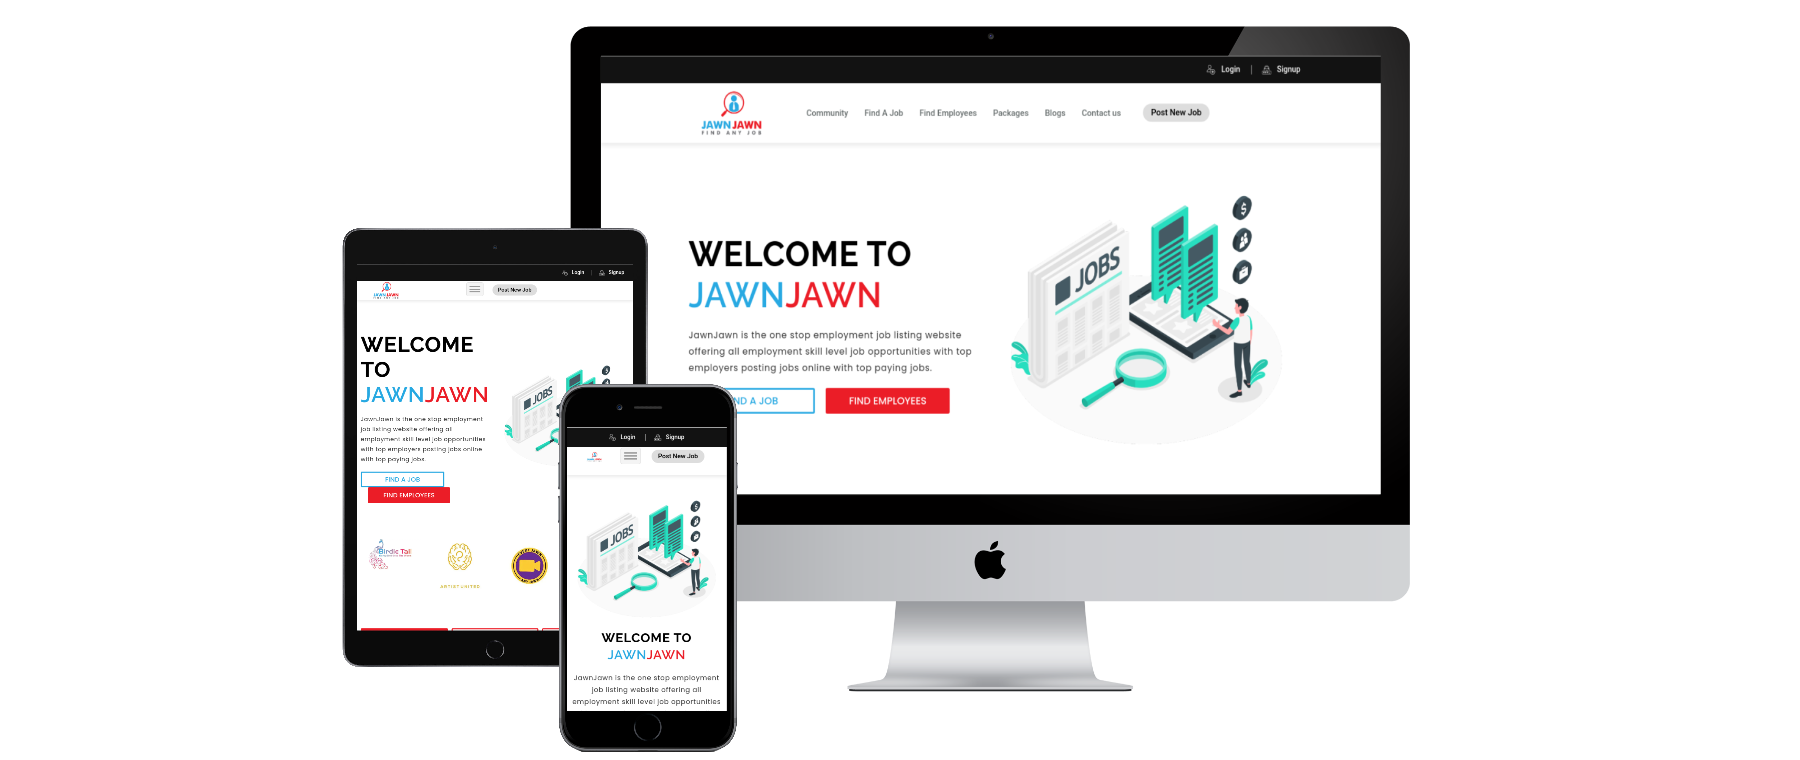 Login | Signup
JAWN JAWN
FIND ANY JOB
Community Find A Job Find Employees Packages Blogs Contact us Post New Job
WELCOME TO
JAWNJAWN
JawnJawn is the one stop employment job listing website
offering all employment skill level job opportunities with top
employers posting jobs online with top paying jobs.
ND A JOB FIND EMPLOYEES
JOBS
Login | Signup
JAWN JAWN
Post New Job
WELCOME
TO
JAWNJAWN
JawnJawn is the one stop employment
job listing website offering all
employment skill level job opportunities
with top employers posting jobs online
with top paying jobs.
FIND A JOB
FIND EMPLOYEES
JOBS
Birdie Tail
ARTIST UNITED
Login | Signup
Post New Job
JOBS
WELCOME TO
JAWNJAWN
JawnJawn is the one stop employment
job listing website offering all
employment skill level job opportunities